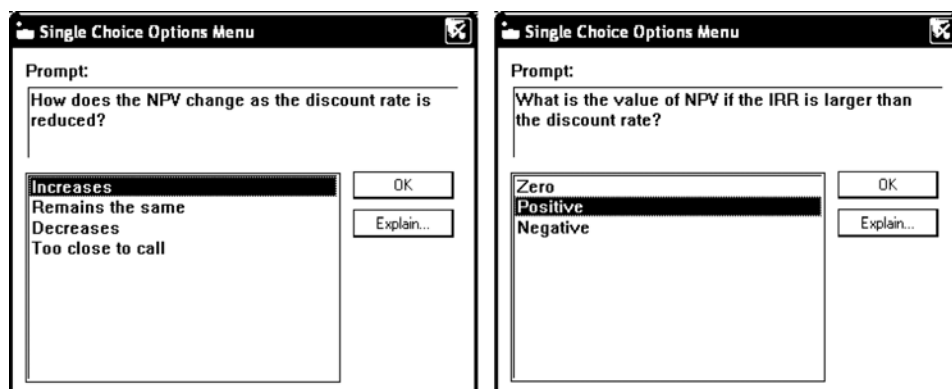 Single Choice Options Menu
Prompt:
How does the NPV change as the discount rate is
reduced?
Increases
Remains the same
Decreases
Too close to call
OK
Explain...
Single Choice Options Menu
Prompt:
What is the value of NPV if the IRR is larger than
the discount rate?
Zero
Positive
Negative
OK
Explain...